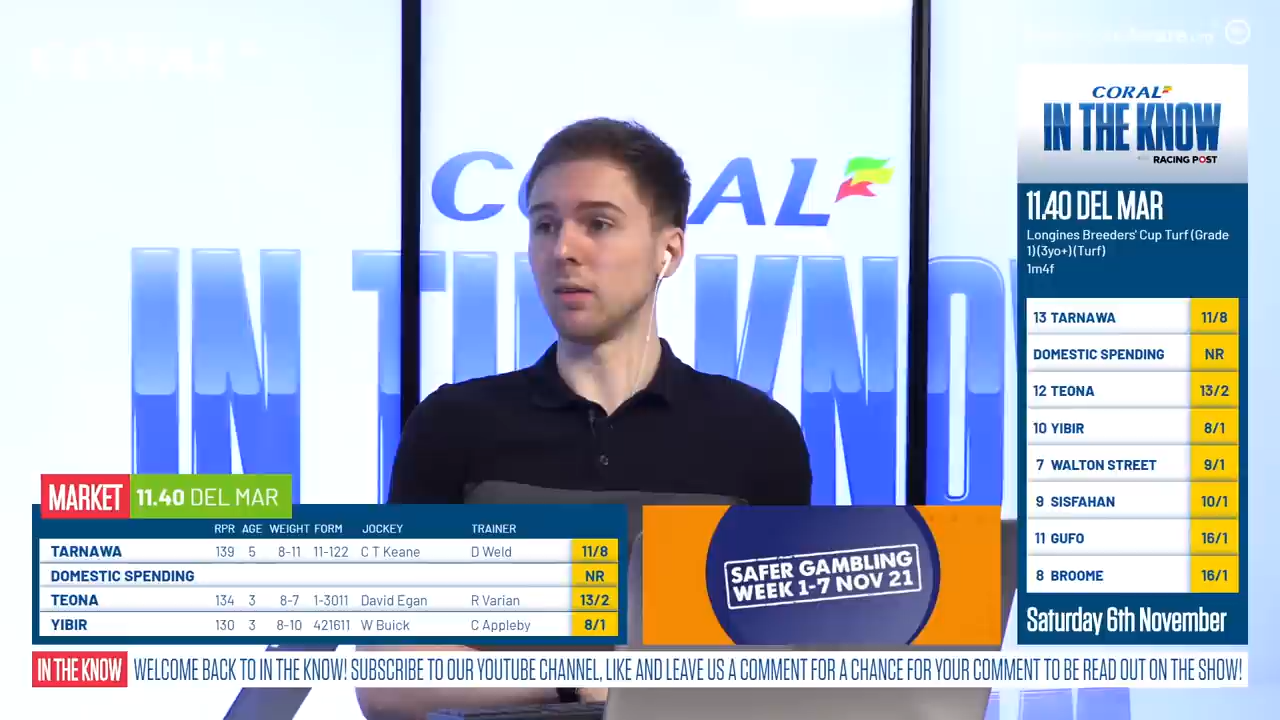 CORAL
CORAL
IN THE KNOW
RACING POST
11.40 DEL MAR
Longines Breeders' Cup Turf (Grade
1)(3yo+)(Turf)
1m4f
13 TARNAWA 11/8
DOMESTIC SPENDING NR
12 TEONA 13/2
10 YIBIR 8/1
7 WALTON STREET 9/1
9 SISFAHAN 10/1
11 GUFO 16/1
8 BROOME 16/1
Saturday 6th November
C AL
IN THE KNO
MARKET 11.40 DEL MAR
RPR AGE WEIGHT FORM JOCKEY TRAINER
TARNAWA 139 5 8-11 11-122 C T Keane D Weld 11/8
DOMESTIC SPENDING NR
TEONA 134 3 8-7 1-3011 David Egan R Varian 13/2
YIBIR 130 3 8-10 421611 W Buick C Appleby 8/1
SAFER GAMBLING
WEEK 1-7 NOV 21
IN THE KNOW WELCOME BACK TO IN THE KNOW! SUBSCRIBE TO OUR YOUTUBE CHANNEL, LIKE AND LEAVE US A COMMENT FOR A CHANCE FOR YOUR COMMENT TO BE READ OUT ON THE SHOW!